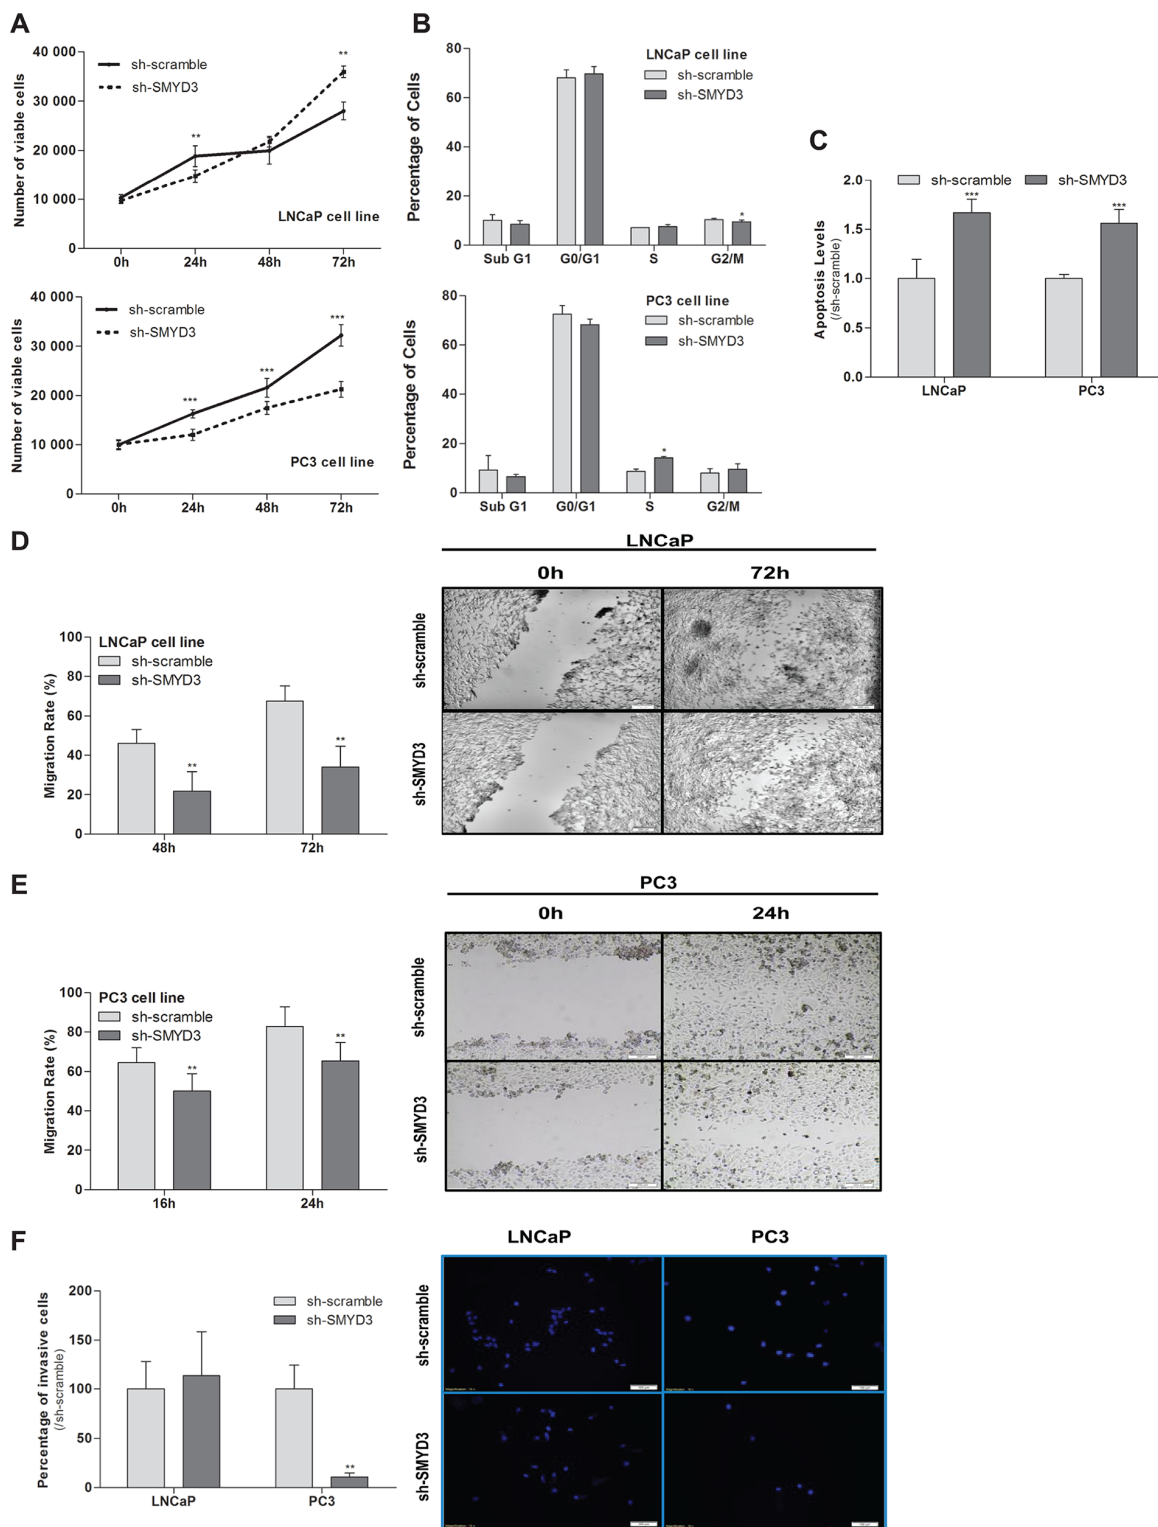 A
Number of viable cells
40 000
30 000
20 000
10 000
0
sh-scramble
sh-SMYD3
**
**
LNCaP cell line
0h
24h
48h
72h
Number of viable cells
40 000
30 000
20 000
10 000
0
sh-scramble
sh-SMYD3
***
***
***
PC3 cell line
0h
24h
48h
72h
B
Percentage of Cells
80
60
40
20
0
LNCaP cell line
sh-scramble
sh-SMYD3
*
Sub G1
G0/G1
S
G2/M
Percentage of Cells
80
60
40
20
0
PC3 cell line
sh-scramble
sh-SMYD3
*
Sub G1
G0/G1
S
G2/M
C
Apoptosis Levels
(/sh-scramble)
2.0
1.5
1.0
0.5
0.0
sh-scramble
sh-SMYD3
***
***
LNCaP
PC3
D
Migration Rate (%)
100
80
60
40
20
0
LNCaP cell line
sh-scramble
sh-SMYD3
**
**
48h
72h
LNCaP
0h
72h
sh-scramble
sh-SMYD3
E
Migration Rate (%)
100
80
60
40
20
0
PC3 cell line
sh-scramble
sh-SMYD3
**
**
16h
24h
PC3
0h
24h
sh-scramble
sh-SMYD3
F
Percentage of invasive cells
(/sh-scramble)
200
150
100
50
0
sh-scramble
sh-SMYD3
**
LNCaP
PC3
LNCaP
PC3
sh-scramble
sh-SMYD3